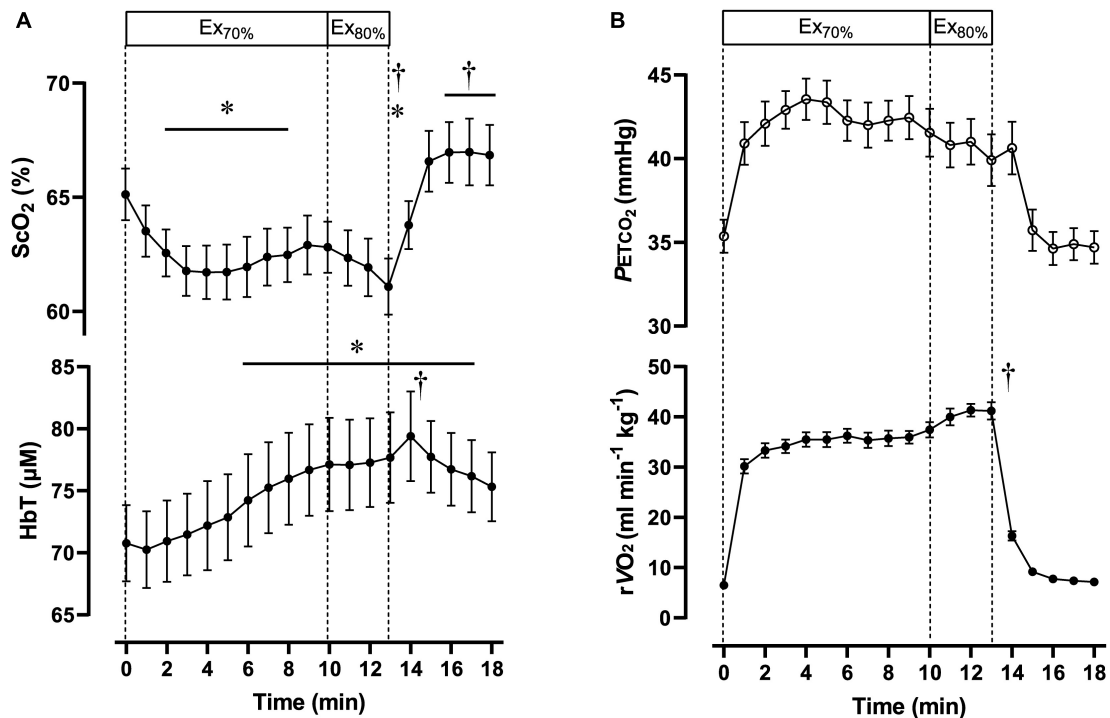 A
Ex70% Ex80%
† †
*
*
70
65
60
ScO2 (%)
*
†
85
80
75
70
65
HbT (µM)
0 2 4 6 8 10 12 14 16 18
Time (min)
B
Ex70% Ex80%
45
40
35
30
PETCO2 (mmHg)
†
50
40
30
20
10
0
rVO2 (ml min-1 kg-1)
0 2 4 6 8 10 12 14 16 18
Time (min)